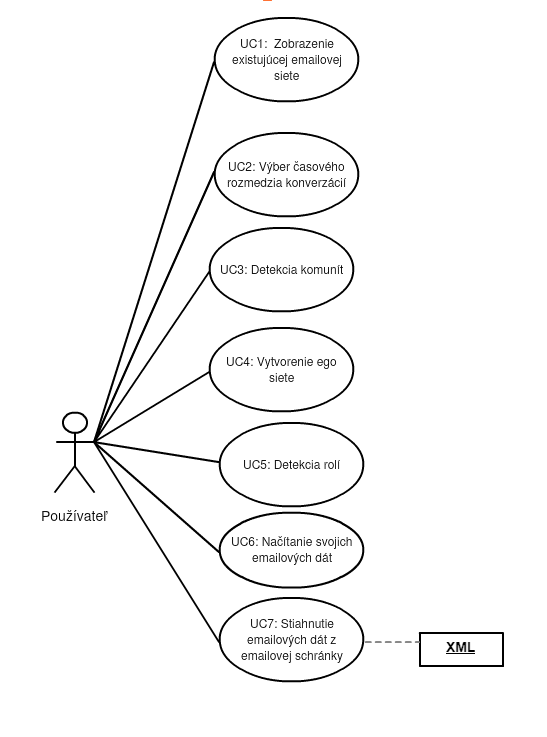 UC1: Zobrazenie
existujúcej emailovej
siete
UC2: Výber časového
rozmedzia konverzácií
UC3: Detekcia komunít
UC4: Vytvorenie ego
siete
UC5: Detekcia rolí
Používateľ
UC6: Načítanie svojich
emailových dát
UC7: Stiahnutie
emailových dát z
emailovej schránky
XML